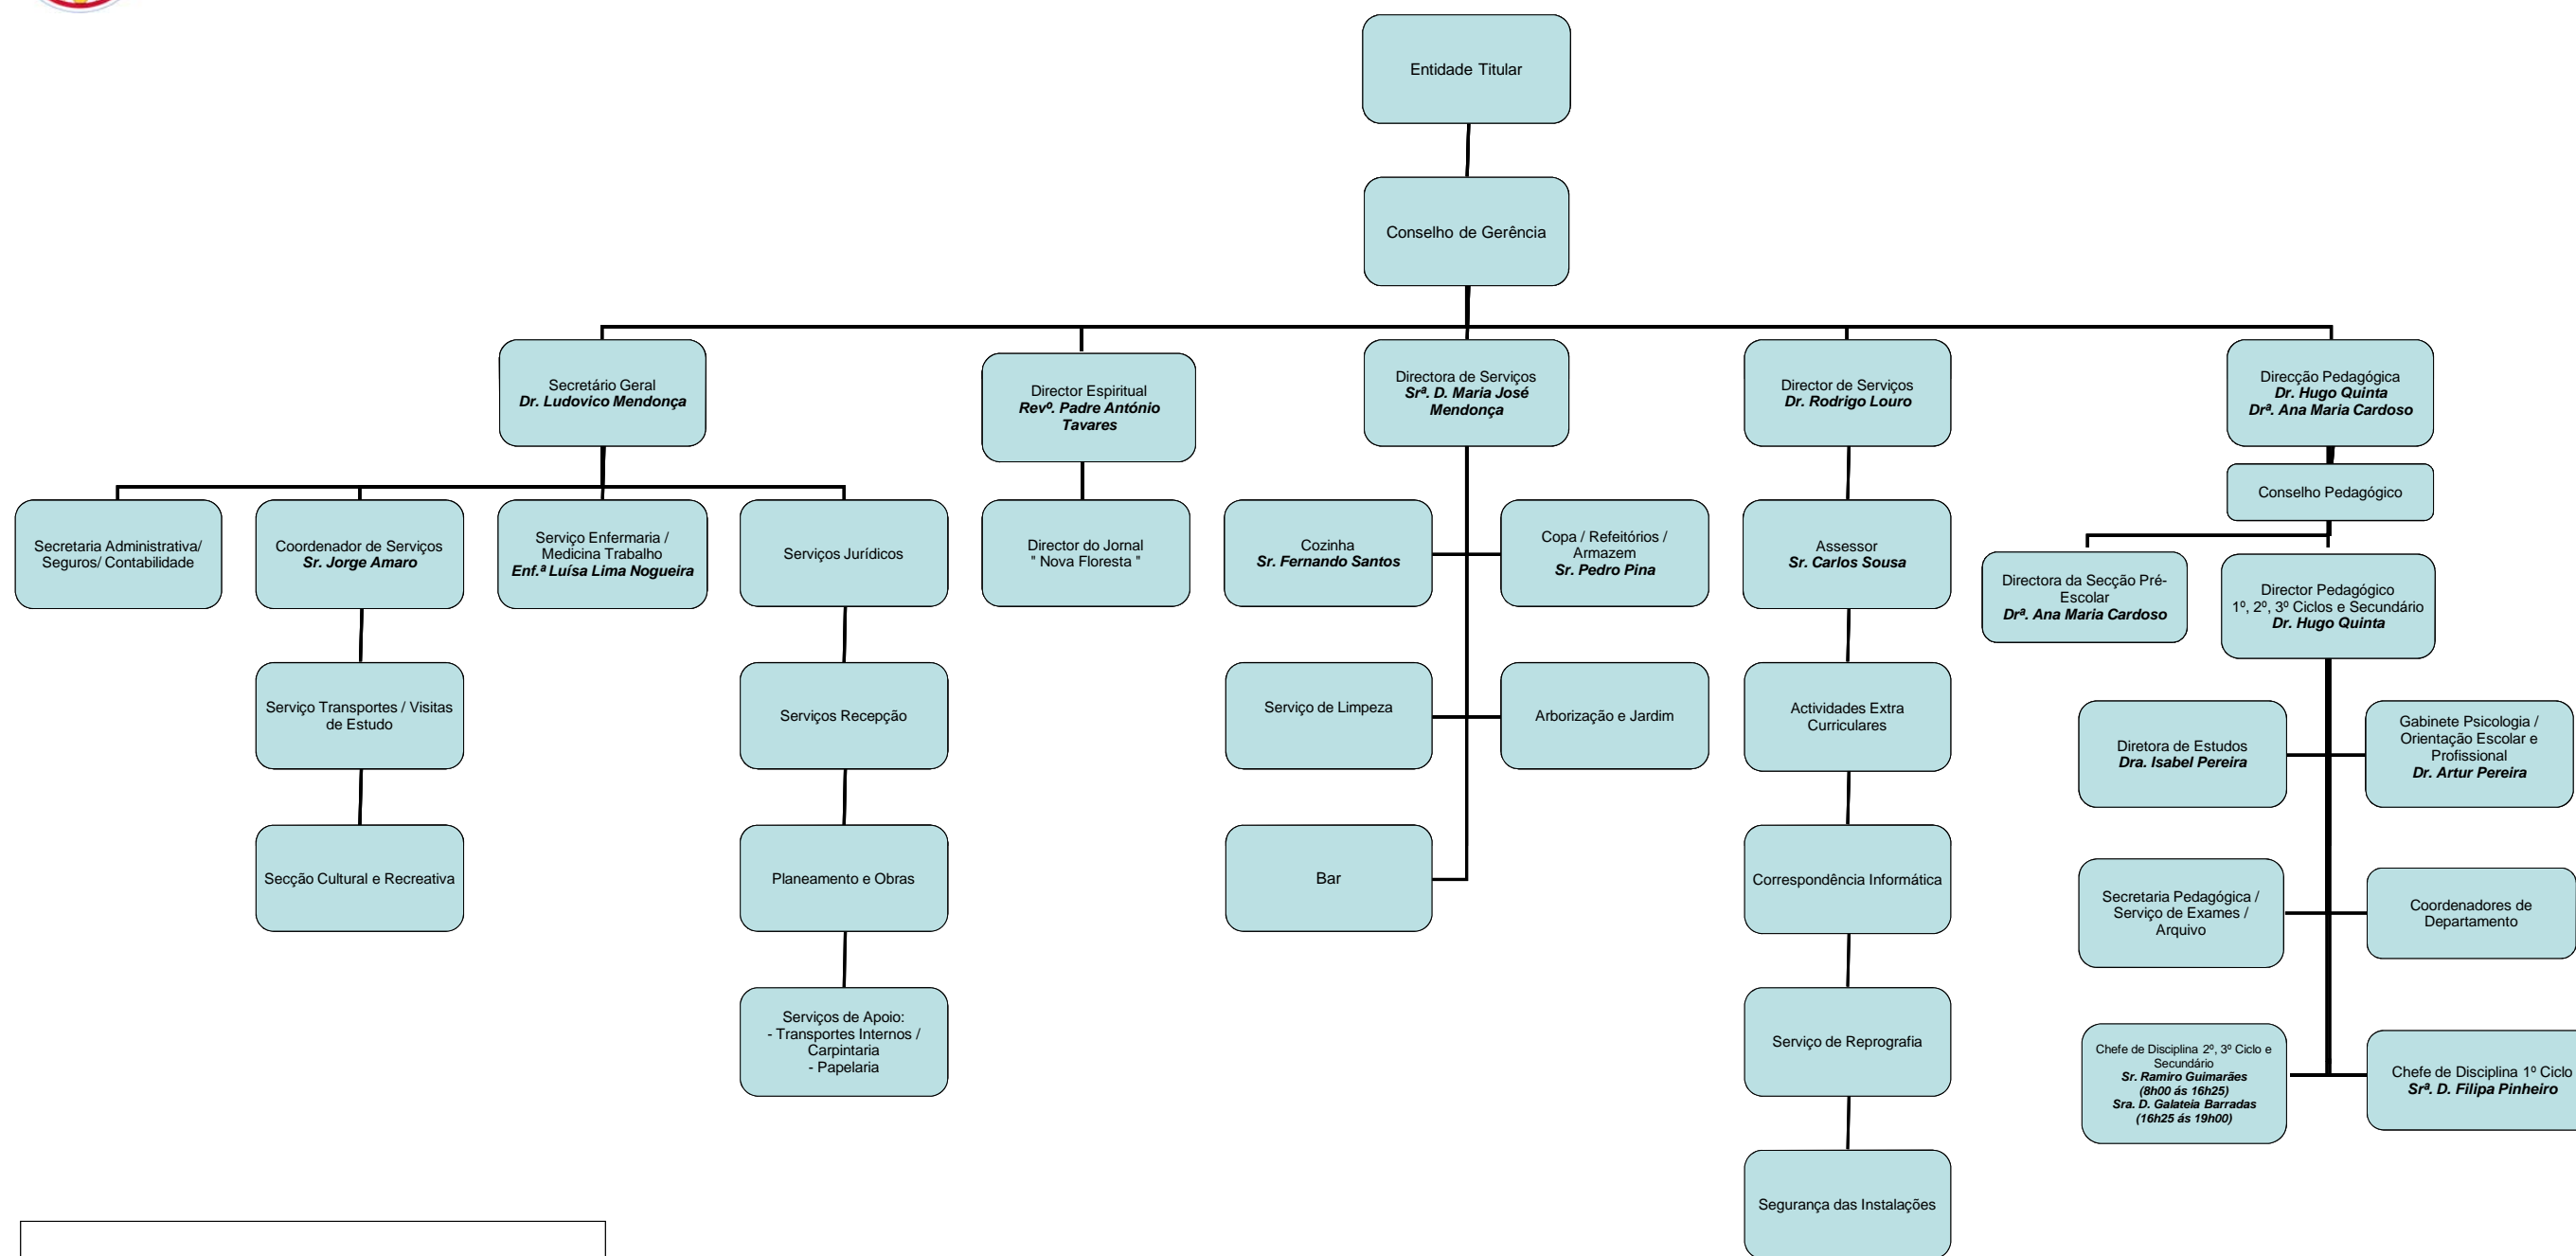 Entidade Titular
Conselho de Gerência
Secretário Geral
Dr. Ludovico Mendonça
Director Espiritual
Revº. Padre António
Tavares
Directora de Serviços
Srª. D. Maria José
Mendonça
Director de Serviços
Dr. Rodrigo Louro
Direcção Pedagógica
Dr. Hugo Quinta
Drª. Ana Maria Cardoso
Conselho Pedagógico
Secretaria Administrativa/
Seguros/ Contabilidade
Coordenador de Serviços
Sr. Jorge Amaro
Serviço Enfermaria /
Medicina Trabalho
Enf.ª Luísa Lima Nogueira
Serviços Jurídicos
Director do Jornal
" Nova Floresta "
Cozinha
Sr. Fernando Santos
Copa / Refeitórios /
Armazem
Sr. Pedro Pina
Assessor
Sr. Carlos Sousa
Directora da Secção Pré-
Escolar
Drª. Ana Maria Cardoso
Director Pedagógico
1º, 2º, 3º Ciclos e Secundário
Dr. Hugo Quinta
Serviço Transportes / Visitas
de Estudo
Serviços Recepção
Serviço de Limpeza
Arborização e Jardim
Actividades Extra
Curriculares
Diretora de Estudos
Dra. Isabel Pereira
Gabinete Psicologia /
Orientação Escolar e
Profissional
Dr. Artur Pereira
Secção Cultural e Recreativa
Planeamento e Obras
Bar
Correspondência Informática
Secretaria Pedagógica /
Serviço de Exames /
Arquivo
Coordenadores de
Departamento
Serviços de Apoio:
- Transportes Internos /
Carpintaria
- Papelaria
Serviço de Reprografia
Chefe de Disciplina 2º, 3º Ciclo e
Secundário
Sr. Ramiro Guimarães
(8h00 ás 16h25)
Sra. D. Galateia Barradas
(16h25 ás 19h00)
Chefe de Disciplina 1º Ciclo
Srª. D. Filipa Pinheiro
Segurança das Instalações